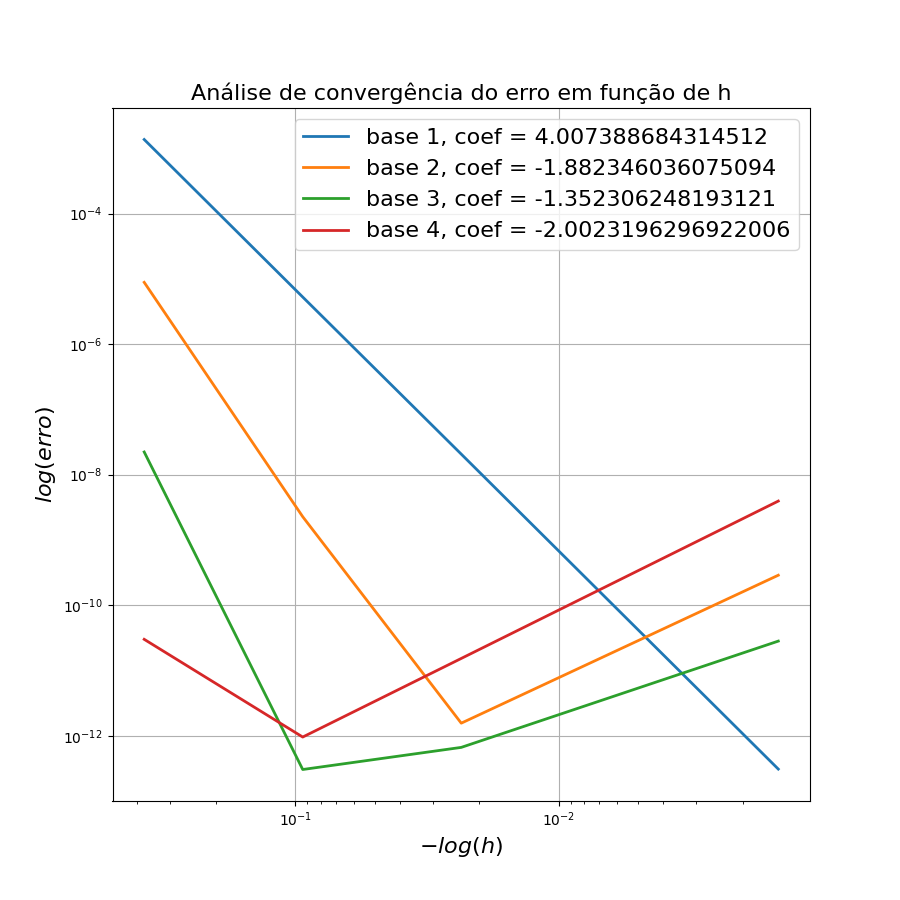 Análise de convergência do erro em função de h
base 1, coef = 4.007388684314512
base 2, coef = -1.882346036075094
base 3, coef = -1.352306248193121
base 4, coef = -2.0023196296922006
log(erro)
10⁻⁴
10⁻⁶
10⁻⁸
10⁻¹⁰
10⁻¹²
10⁻¹ 10⁻²
−log(h)